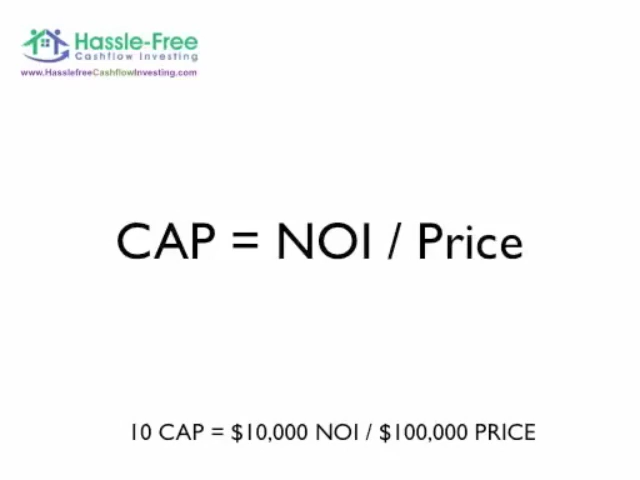 Hassle-Free
Cashflow Investing
www.HasslefreeCashflowInvesting.com
CAP = NOI / Price
10 CAP = $10,000 NOI / $100,000 PRICE